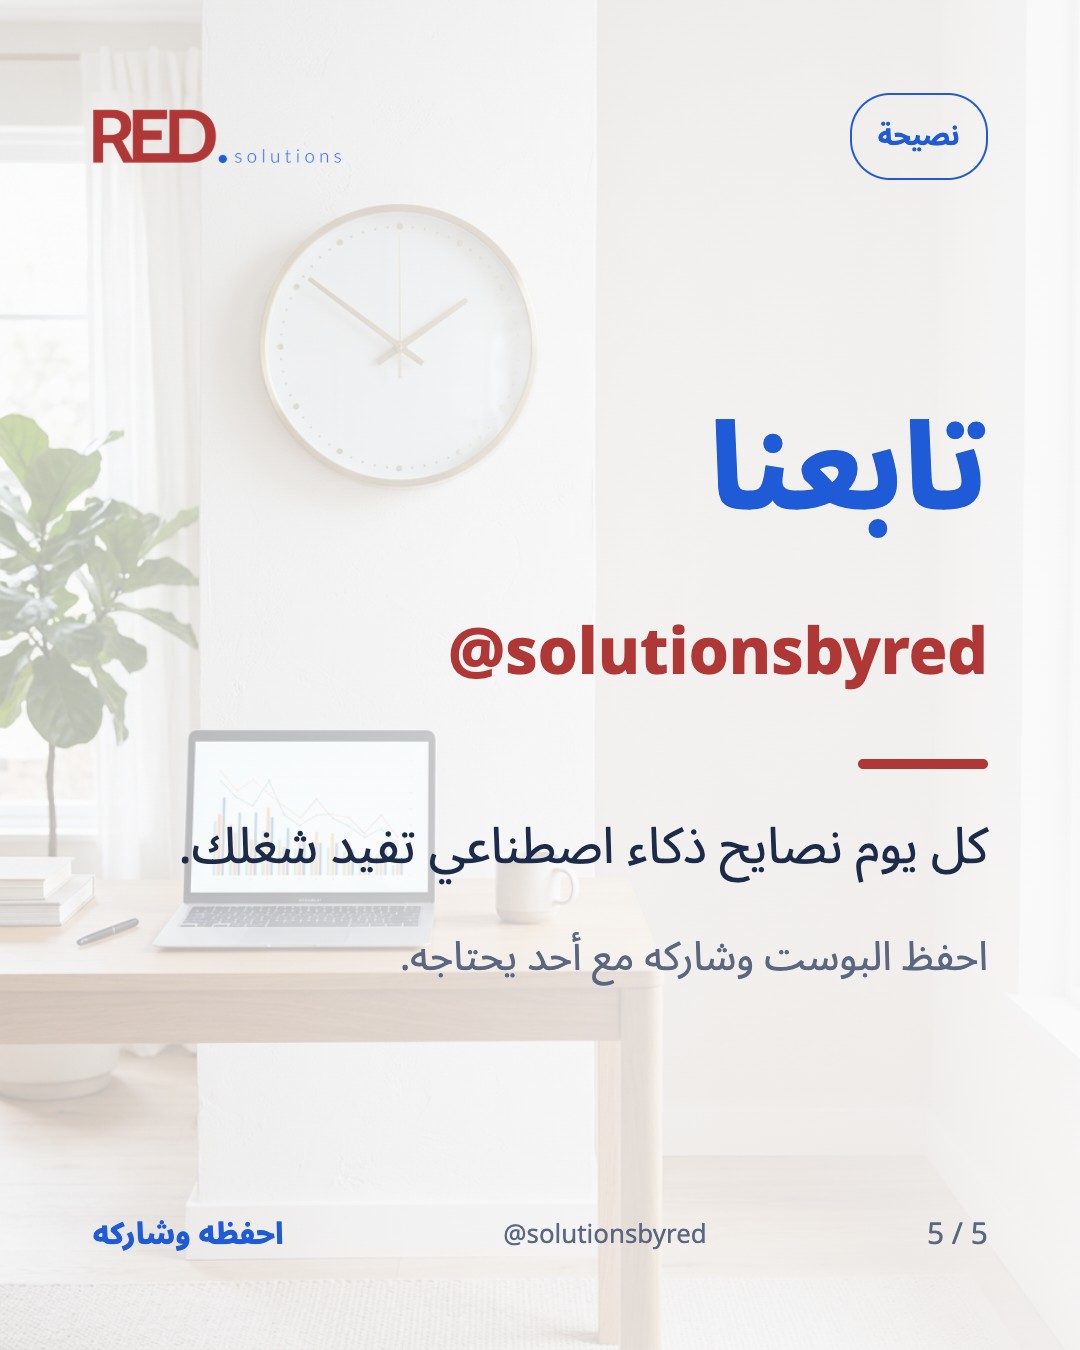 RED.solutions
نصيحة
تابعنا
@solutionsbyred
كل يوم نصايح ذكاء اصطناعي تفيد شغلك.
احفظ البوست وشاركه مع أحد يحتاجه.
احفظه وشاركه
@solutionsbyred
5 / 5